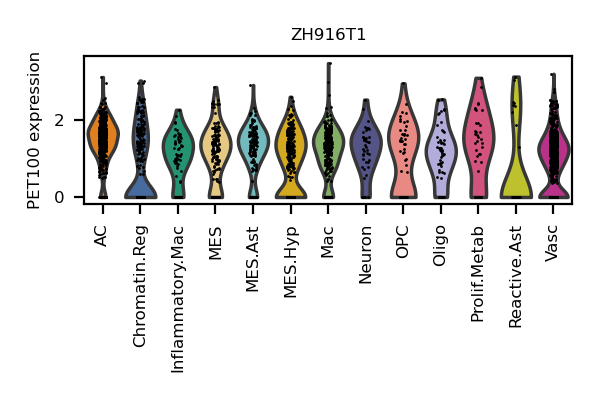 ZH916T1
PET100 expression
2
0
AC
Chromatin.Reg
Inflammatory.Mac
MES
MES.Ast
MES.Hyp
Mac
Neuron
OPC
Oligo
Prolif.Metab
Reactive.Ast
Vasc